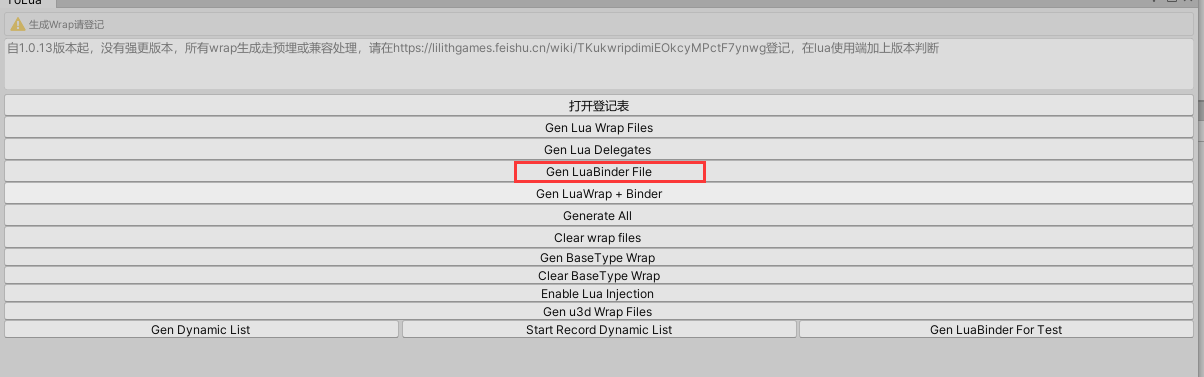 ToLua
生成Wrap请登记
自1.0.13版本起，没有强更版本，所有wrap生成走预埋或兼容处理，请在https://lilithgames.feishu.cn/wiki/TKukwripdimiEOkcyMPctF7ynwg登记，在lua使用端加上版本判断
打开登记表
Gen Lua Wrap Files
Gen Lua Delegates
Gen LuaBinder File
Gen LuaWrap + Binder
Generate All
Clear wrap files
Gen BaseType Wrap
Clear BaseType Wrap
Enable Lua Injection
Gen u3d Wrap Files
Gen Dynamic List
Start Record Dynamic List
Gen LuaBinder For Test